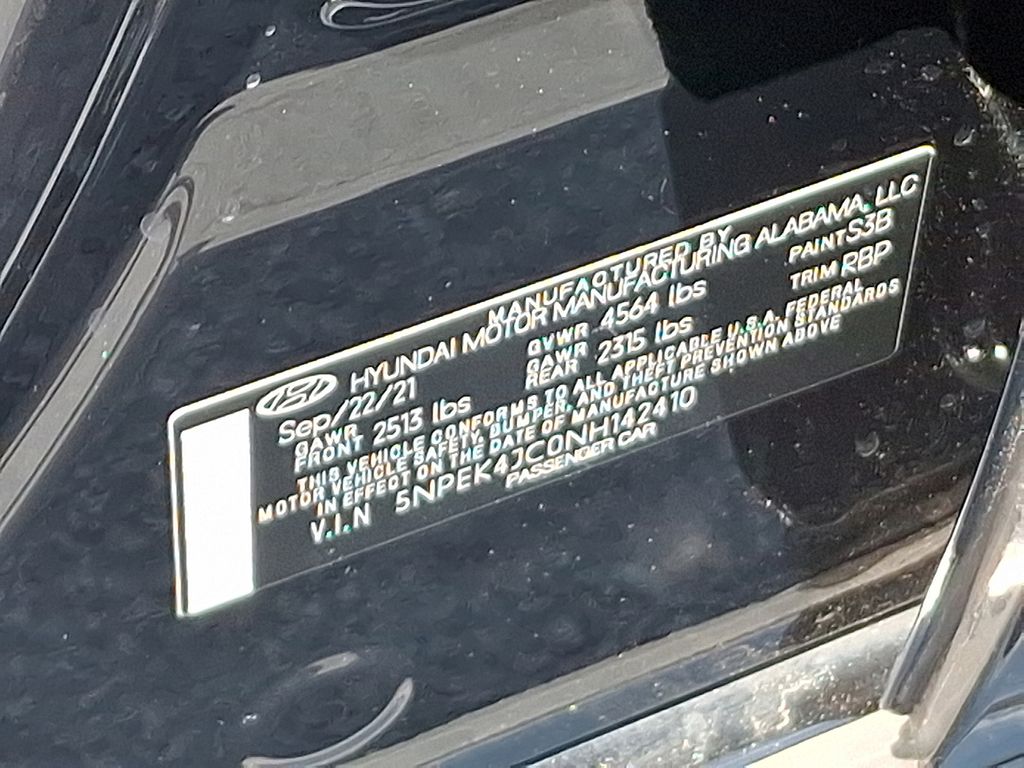 MANUFACTURED BY
HYUNDAI MOTOR MANUFACTURING ALABAMA, LLC
Sep/22/21 GVWR 4564 lbs PAINT S3B
GAWR FRONT 2513 lbs GAWR REAR 2315 lbs TRIM RBP
THIS VEHICLE CONFORMS TO ALL APPLICABLE U.S.A. FEDERAL
MOTOR VEHICLE SAFETY, BUMPER, AND THEFT PREVENTION STANDARDS
IN EFFECT ON THE DATE OF MANUFACTURE SHOWN ABOVE
V.I.N 5NPEK4JC0NH142410
PASSENGER CAR